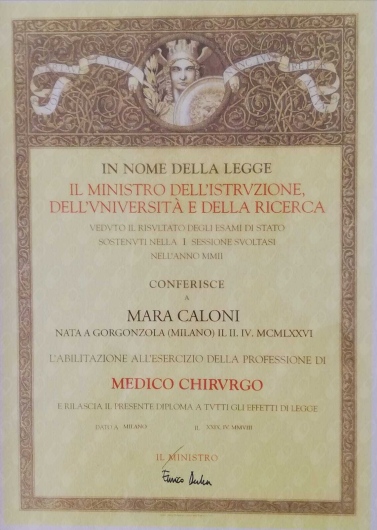 IN NOME DELLA LEGGE
IL MINISTRO DELL'ISTRVZIONE,
DELL'VNIVERSITÀ E DELLA RICERCA
VEDVTO IL RISVLTATO DEGLI ESAMI DI STATO
SOSTENVTI NELLA I SESSIONE SVOLTASI
NELL'ANNO MMII
CONFERISCE
A
MARA CALONI
NATA A GORGONZOLA (MILANO) IL II. IV. MCMLXXVI
L'ABILITAZIONE ALL'ESERCIZIO DELLA PROFESSIONE DI
MEDICO CHIRVRGO
E RILASCIA IL PRESENTE DIPLOMA A TVTTI GLI EFFETTI DI LEGGE
DATO A MILANO IL IV. MMVIII
IL MINISTRO